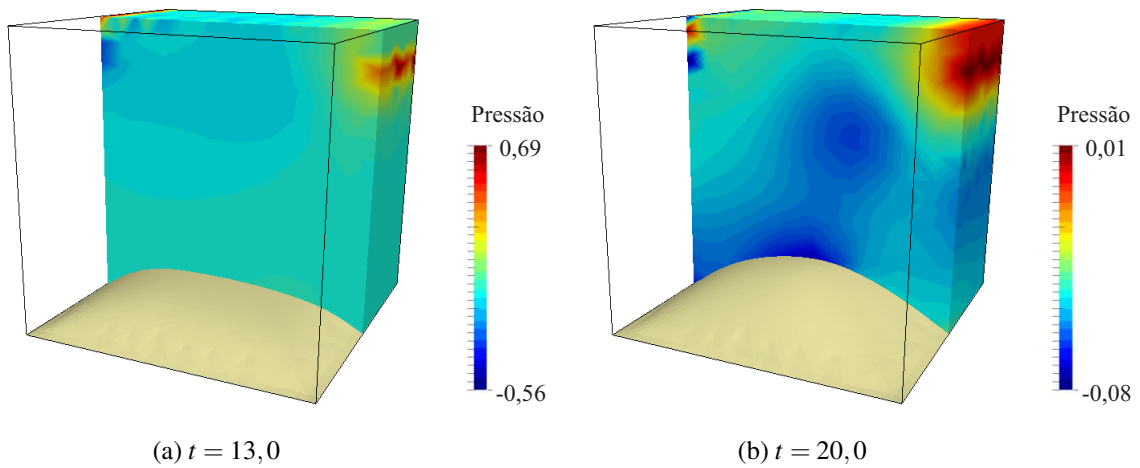 Pressão
0,69
-0,56
(a) t = 13,0
Pressão
0,01
-0,08
(b) t = 20,0